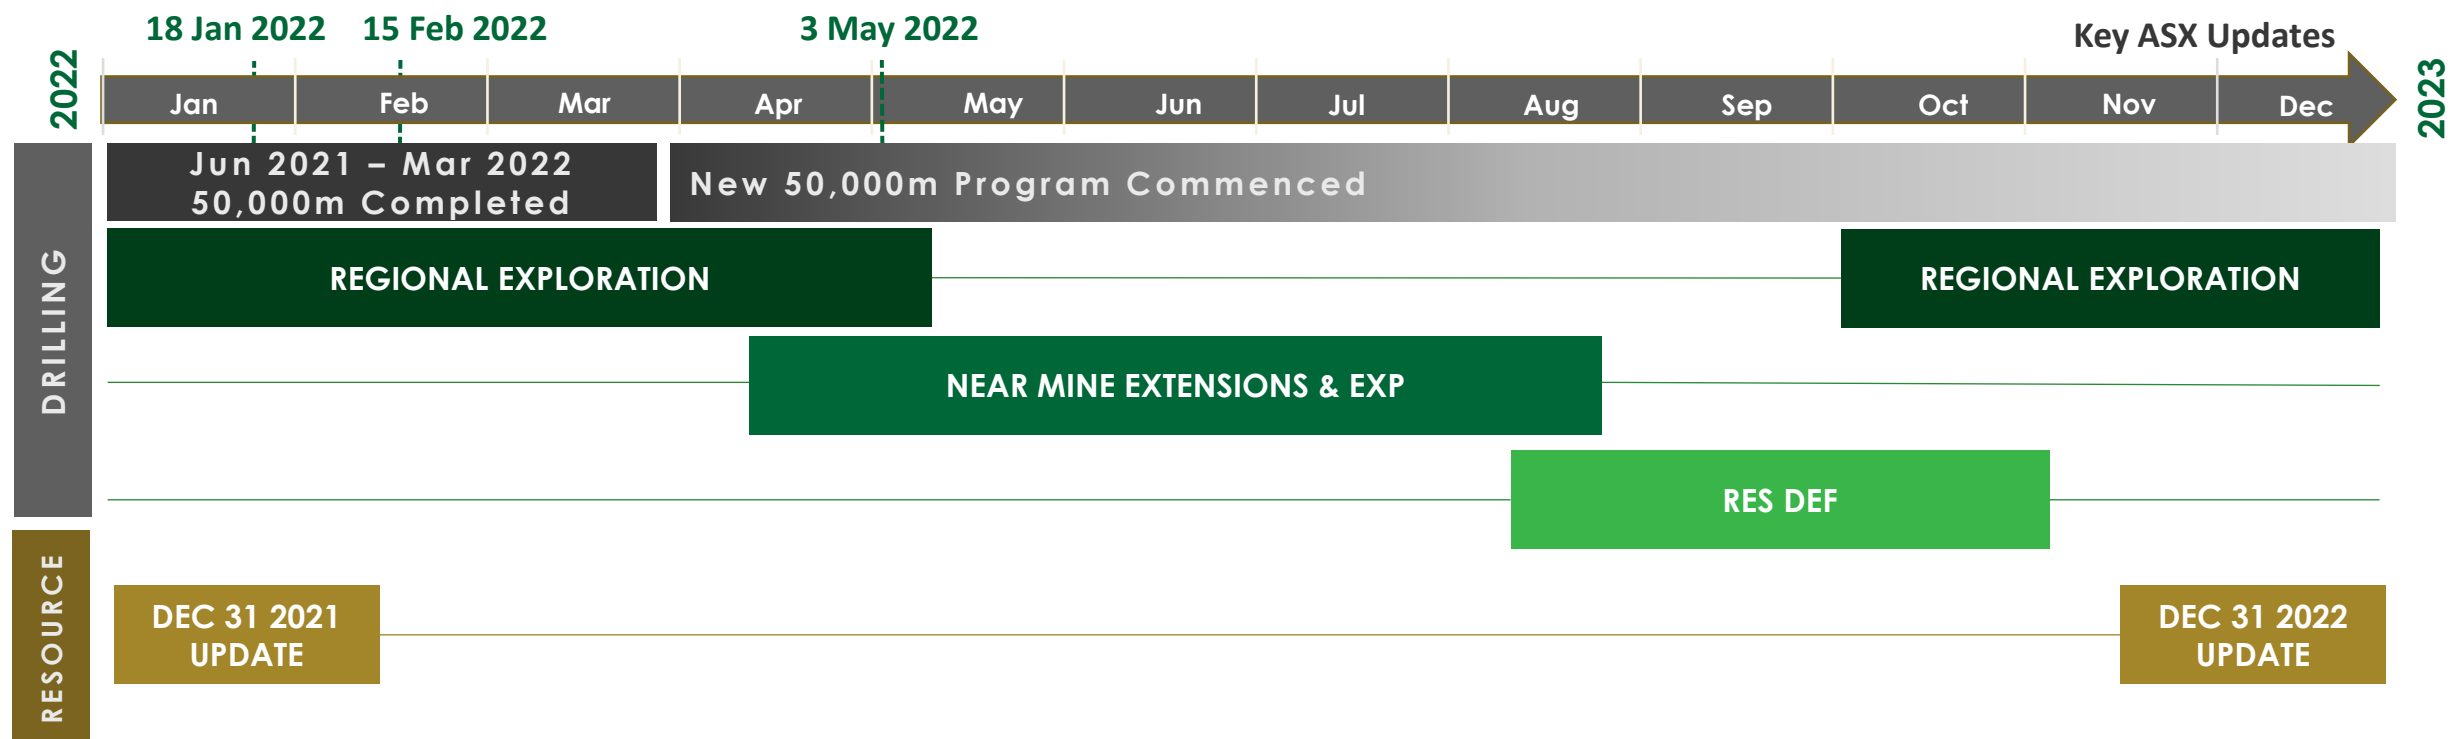 18 Jan 2022
15 Feb 2022
3 May 2022
Key ASX Updates
2022
Jan
Feb
Mar
Apr
May
Jun
Jul
Aug
Sep
Oct
Nov
Dec
2023
DRILLING
Jun 2021 – Mar 2022
50,000m Completed
New 50,000m Program Commenced
REGIONAL EXPLORATION
REGIONAL EXPLORATION
NEAR MINE EXTENSIONS & EXP
RES DEF
RESOURCE
DEC 31 2021
UPDATE
DEC 31 2022
UPDATE